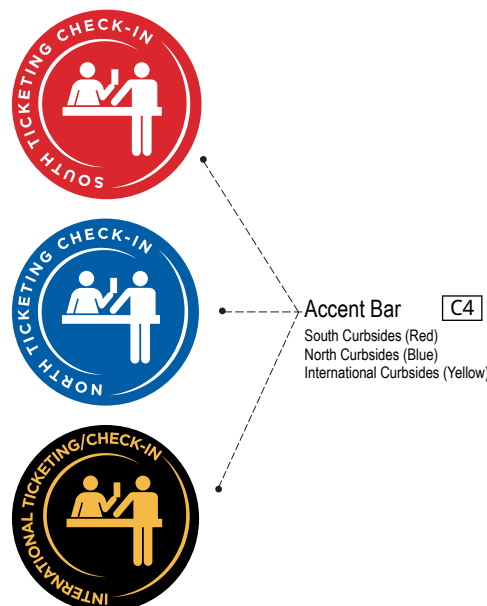 SOUTH TICKETING CHECK-IN
NORTH TICKETING CHECK-IN
Accent Bar
C4
South Curbsides (Red)
North Curbsides (Blue)
International Curbsides (Yellow)
INTERNATIONAL TICKETING/CHECK-IN